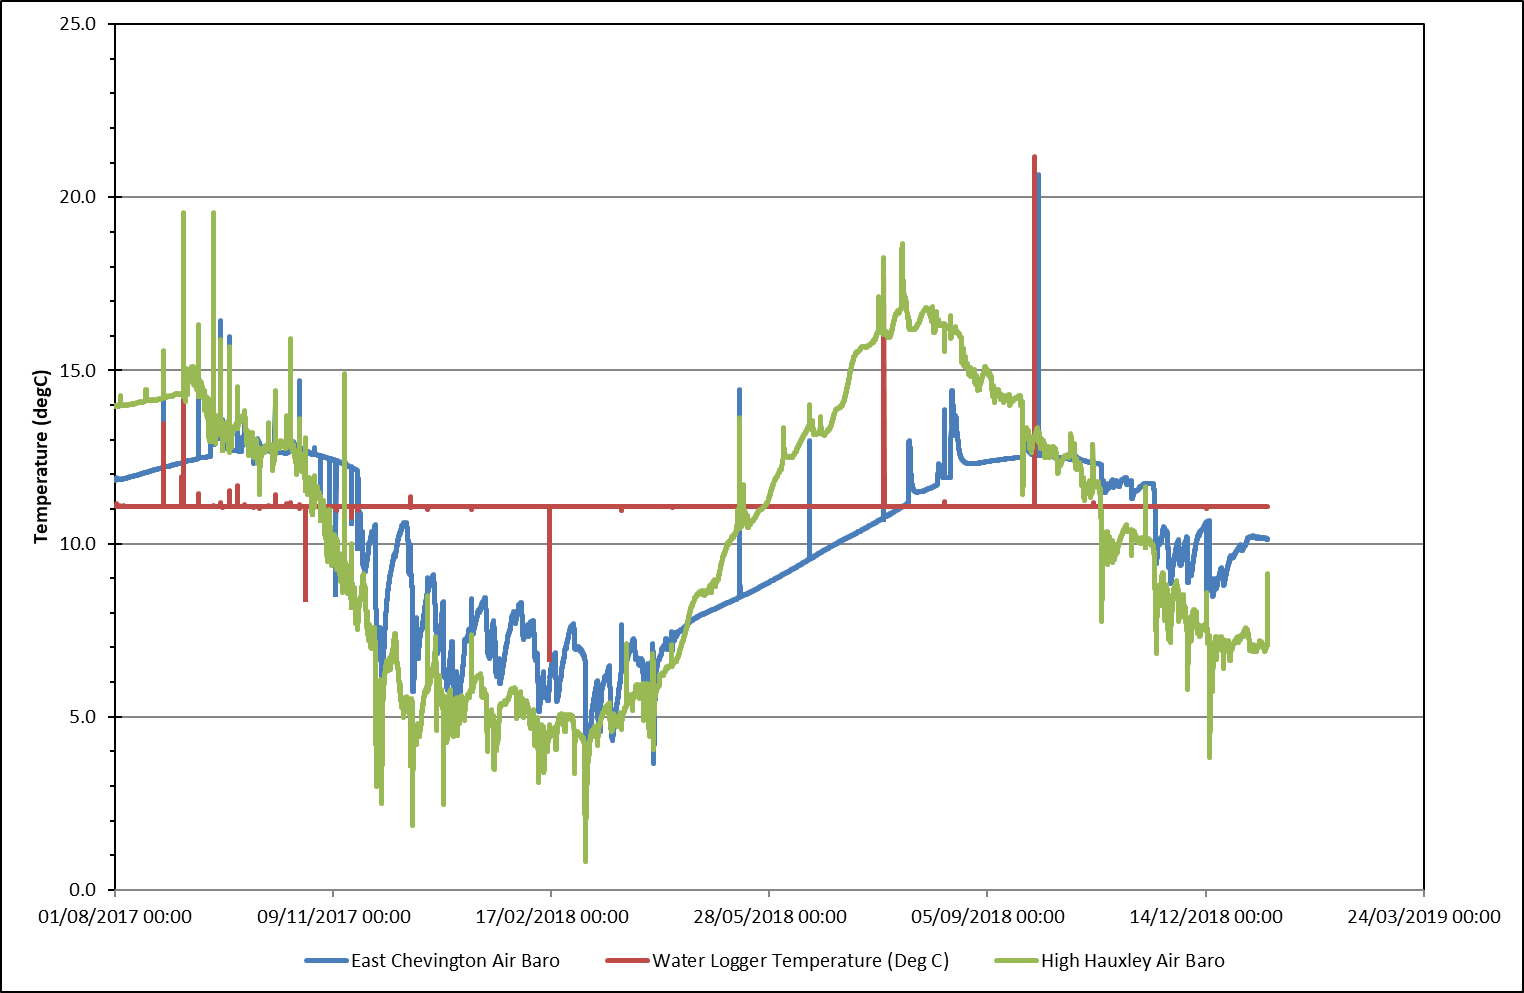 25.0
20.0
15.0
10.0
5.0
0.0
Temperature (degC)
01/08/2017 00:00 09/11/2017 00:00 17/02/2018 00:00 28/05/2018 00:00 05/09/2018 00:00 14/12/2018 00:00 24/03/2019 00:00
East Chevington Air Baro Water Logger Temperature (Deg C) High Hauxley Air Baro